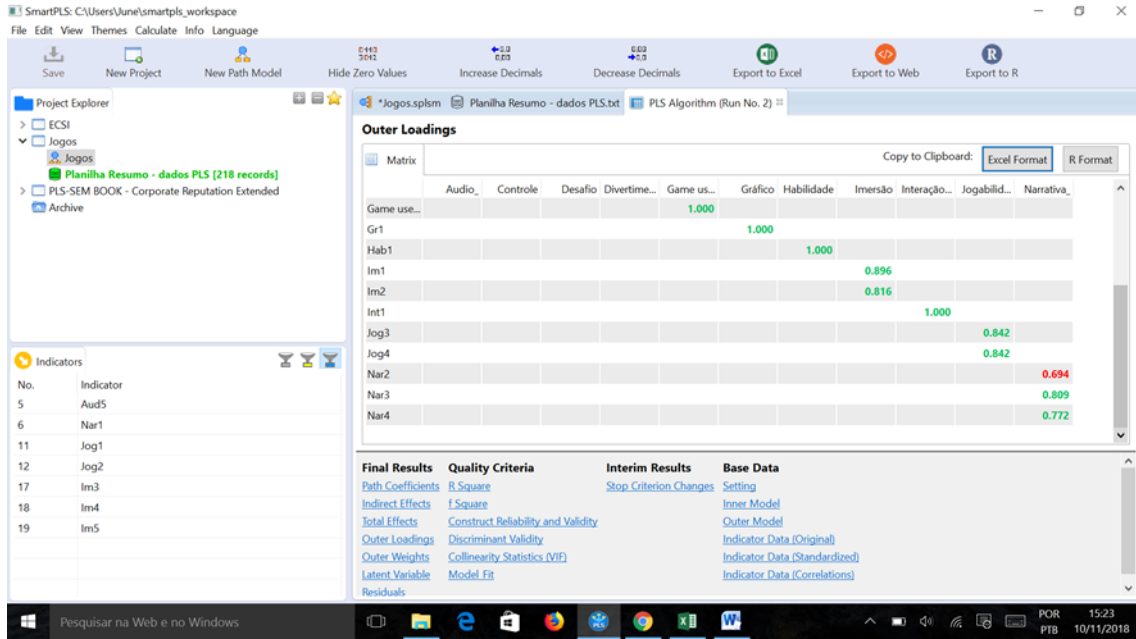 SmartPLS: C:\Users\June\smartpls_workspace
File Edit View Themes Calculate Info Language
Save New Project New Path Model Hide Zero Values Increase Decimals Decrease Decimals Export to Excel Export to Web Export to R
Project Explorer
ECSI
Jogos
Jogos
Planilha Resumo - dados PLS [218 records]
PLS-SEM BOOK - Corporate Reputation Extended
Archive
Indicators
No. Indicator
5 Aud5
6 Nar1
11 Jog1
12 Jog2
17 Im3
18 Im4
19 Im5
*Jogos.splsm Planilha Resumo - dados PLS.txt PLS Algorithm (Run No. 2)
Outer Loadings
Matrix Copy to Clipboard: Excel Format R Format
Audio_ Controle Desafio Divertime... Game us... Gráfico Habilidade Imersão Interação... Jogabilid... Narrativa_
Game use... 1.000
Gr1 1.000
Hab1 1.000
Im1 0.896
Im2 0.816
Int1 1.000
Jog3 0.842
Jog4 0.842
Nar2 0.694
Nar3 0.809
Nar4 0.772
Final Results Quality Criteria Interim Results Base Data
Path Coefficients R Square Stop Criterion Changes Setting
Indirect Effects f Square Inner Model
Total Effects Construct Reliability and Validity Outer Model
Outer Loadings Discriminant Validity Indicator Data (Original)
Outer Weights Collinearity Statistics (VIF) Indicator Data (Standardized)
Latent Variable Model Fit Indicator Data (Correlations)
Residuals
Pesquisar na Web e no Windows
POR 15:23
PTB 10/11/2018